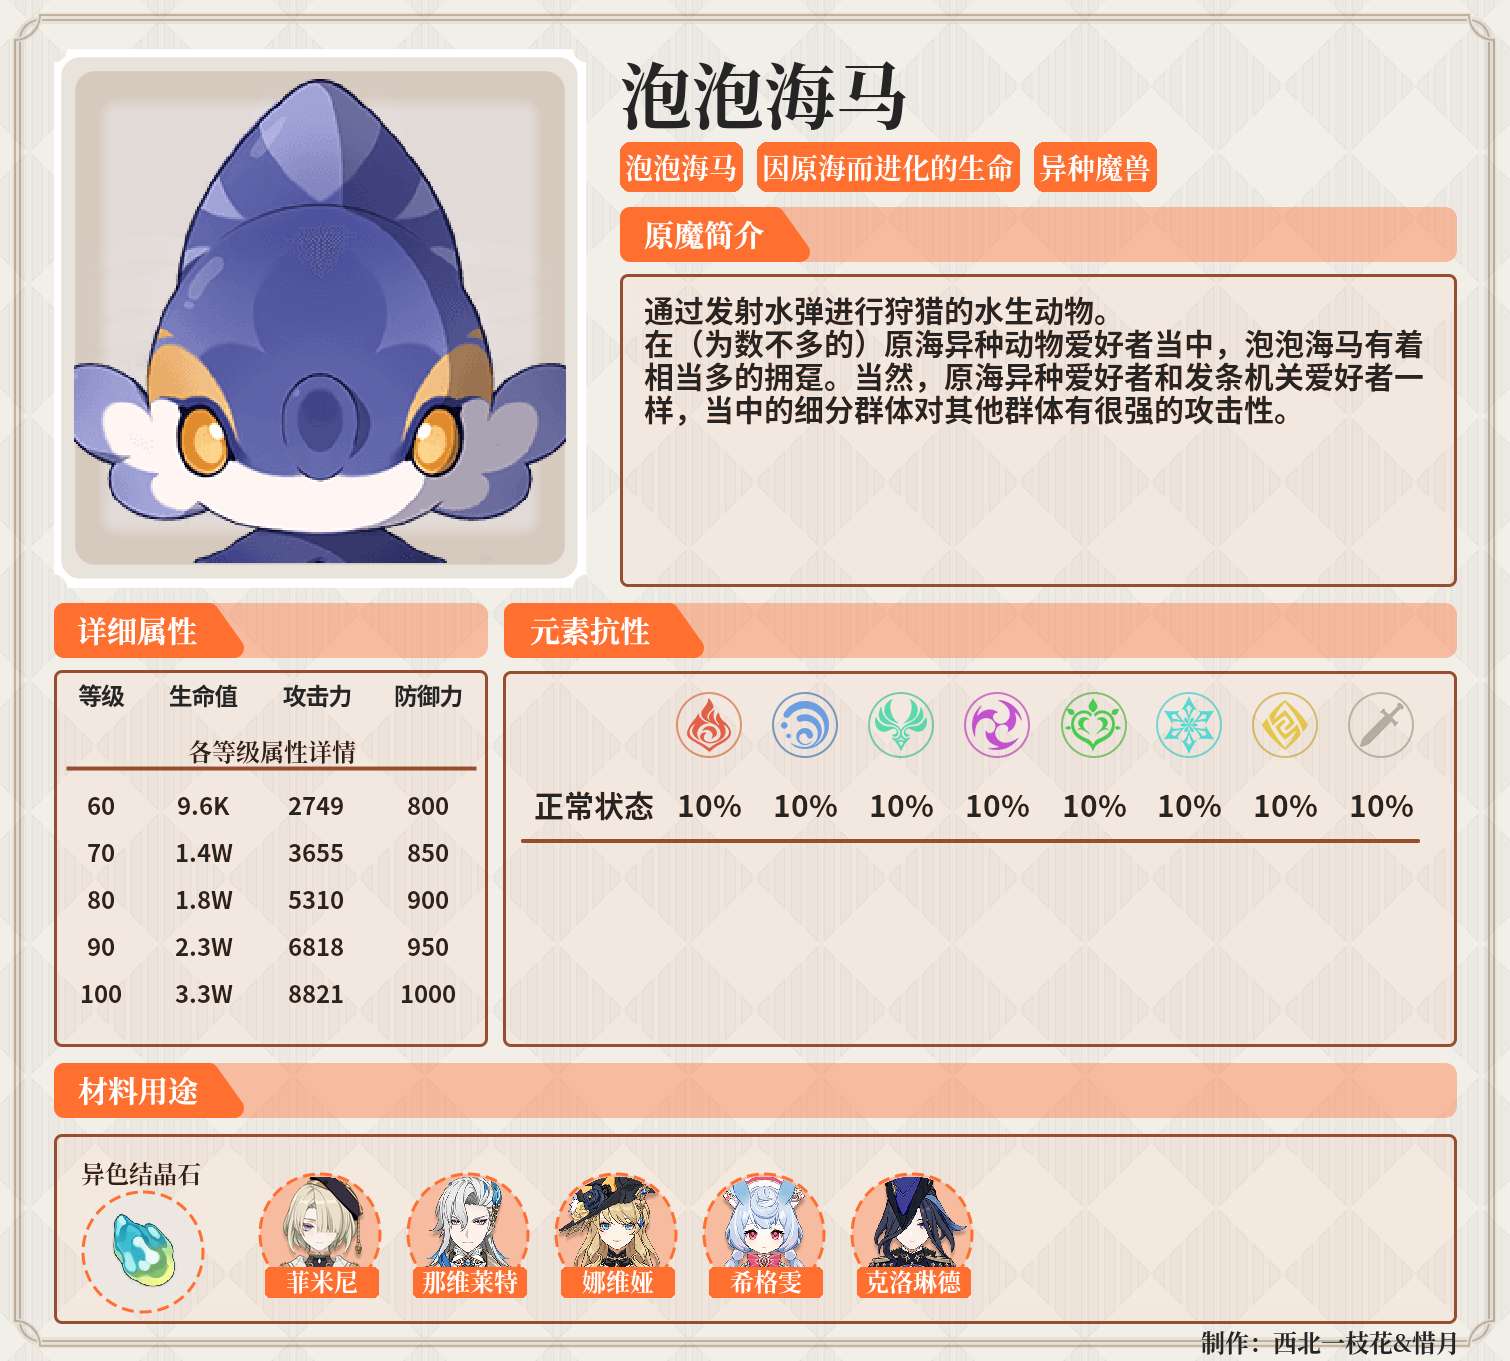 泡泡海马
泡泡海马 因原海而进化的生命 异种魔兽
原魔简介
通过发射水弹进行狩猎的水生动物。
在（为数不多的）原海异种动物爱好者当中，泡泡海马有着
相当多的拥趸。当然，原海异种爱好者和发条机关爱好者一
样，当中的细分群体对其他群体有很强的攻击性。
详细属性
等级 生命值 攻击力 防御力
各等级属性详情
60 9.6K 2749 800
70 1.4W 3655 850
80 1.8W 5310 900
90 2.3W 6818 950
100 3.3W 8821 1000
元素抗性
正常状态 10% 10% 10% 10% 10% 10% 10% 10%
材料用途
异色结晶石
菲米尼 那维莱特 娜维娅 希格雯 克洛琳德
制作：西北一枝花&惜月